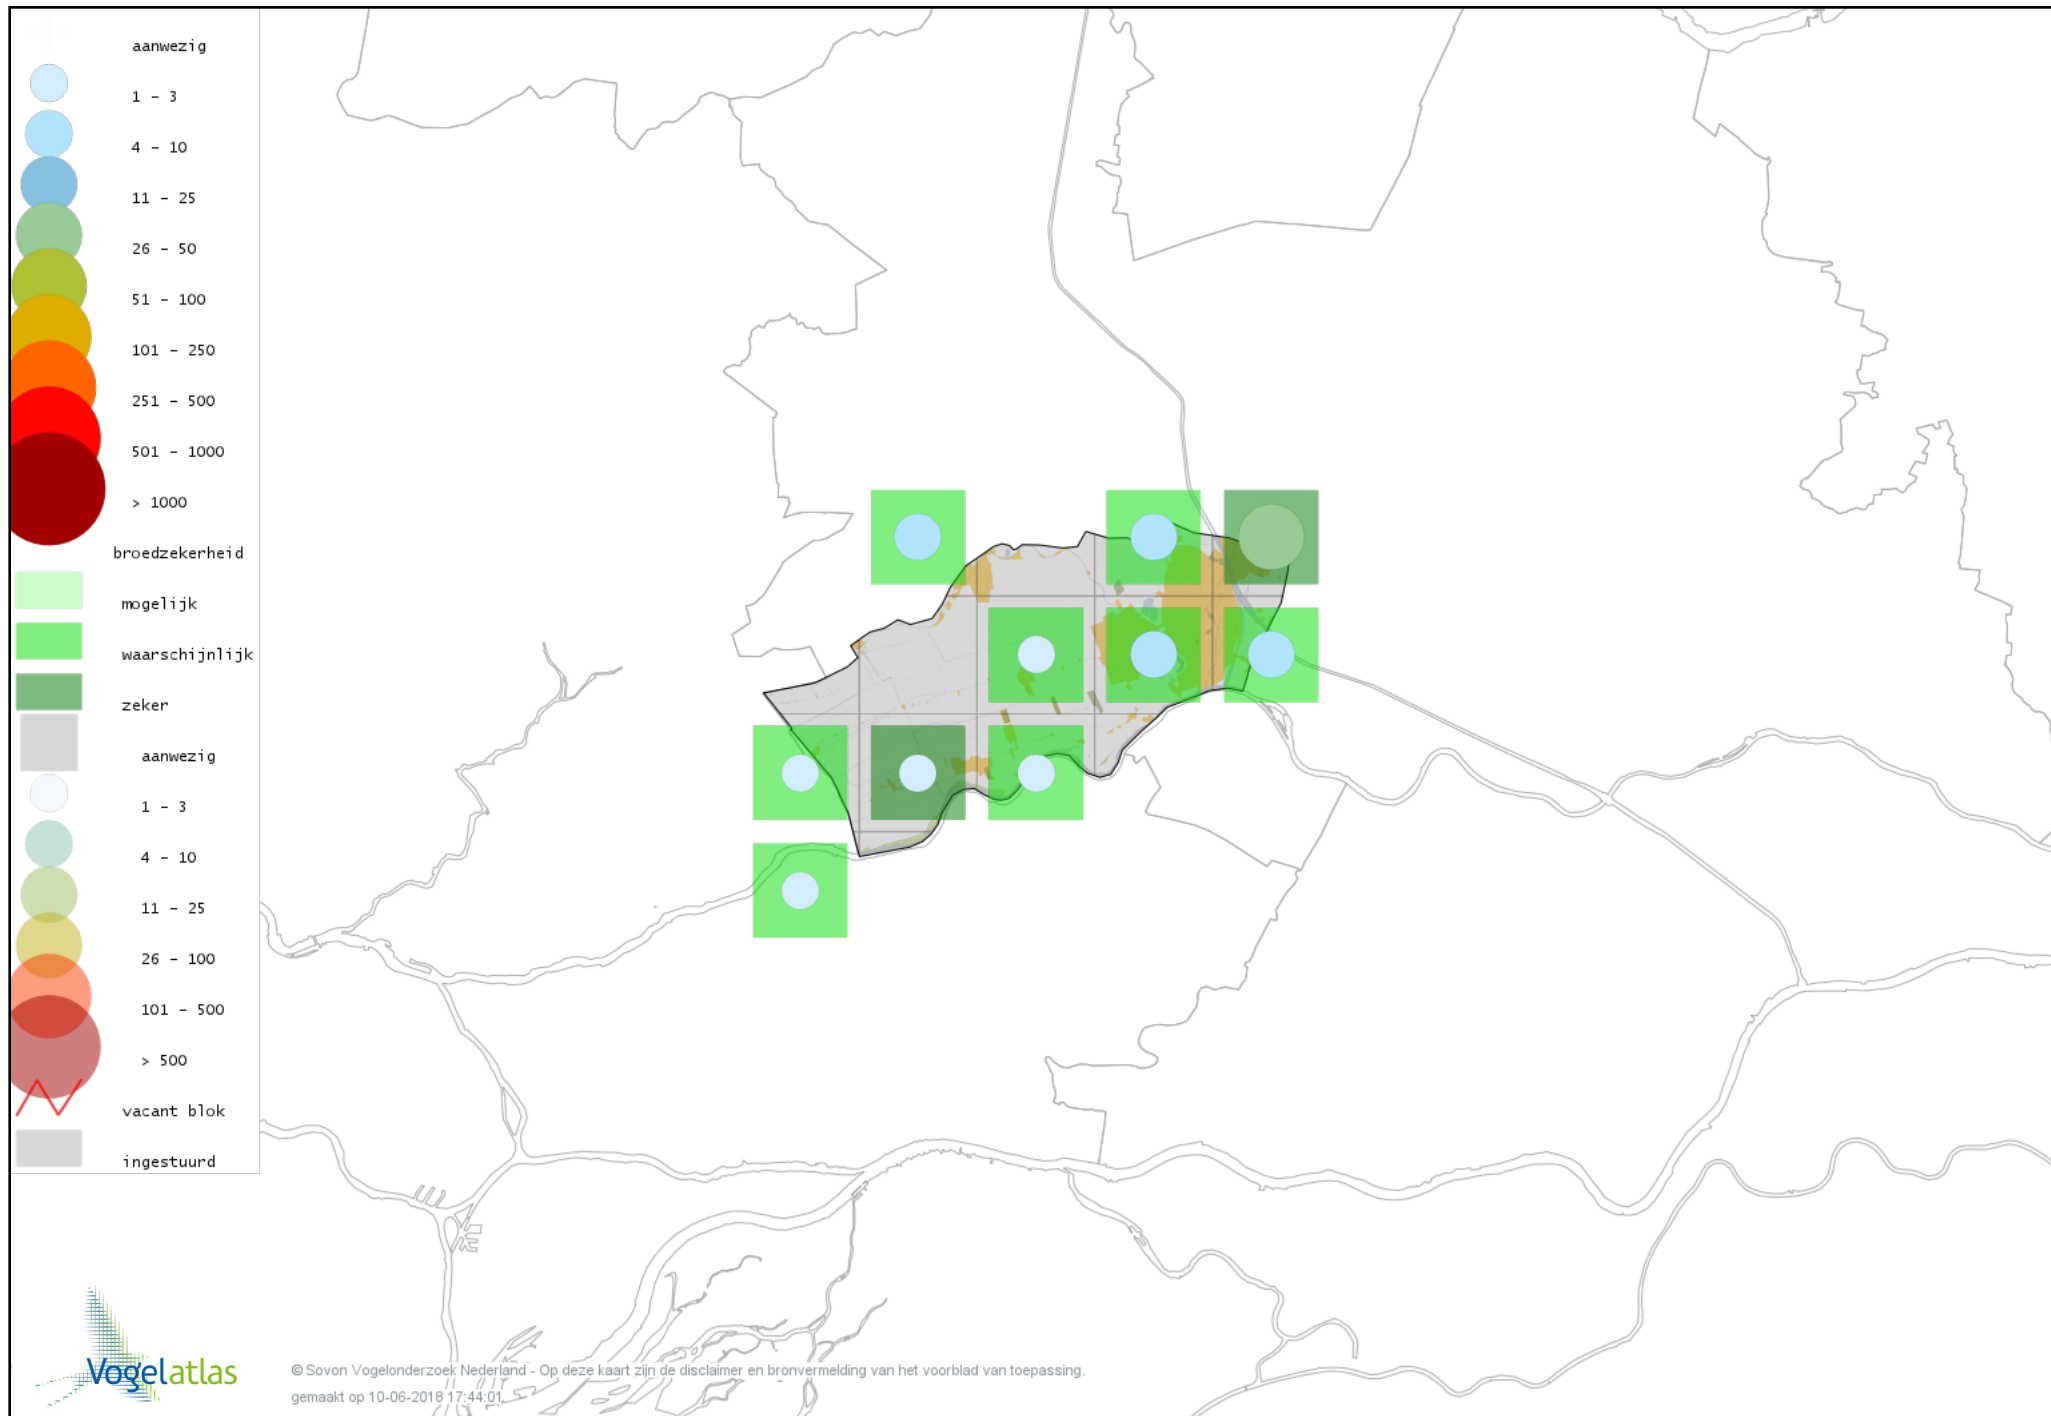 aanwezig
1 - 3
4 - 10
11 - 25
26 - 50
51 - 100
101 - 250
251 - 500
501 - 1000
> 1000
broedzekerheid
mogelijk
waarschijnlijk
zeker
aanwezig
1 - 3
4 - 10
11 - 25
26 - 100
101 - 500
> 500
vacant blok
ingestuurd
Vogelatlas
© Sovon Vogelonderzoek Nederland - Op deze kaart zijn de disclaimer en bronvermelding van het voorblad van toepassing.
gemaakt op 10-06-2018 17:44:01